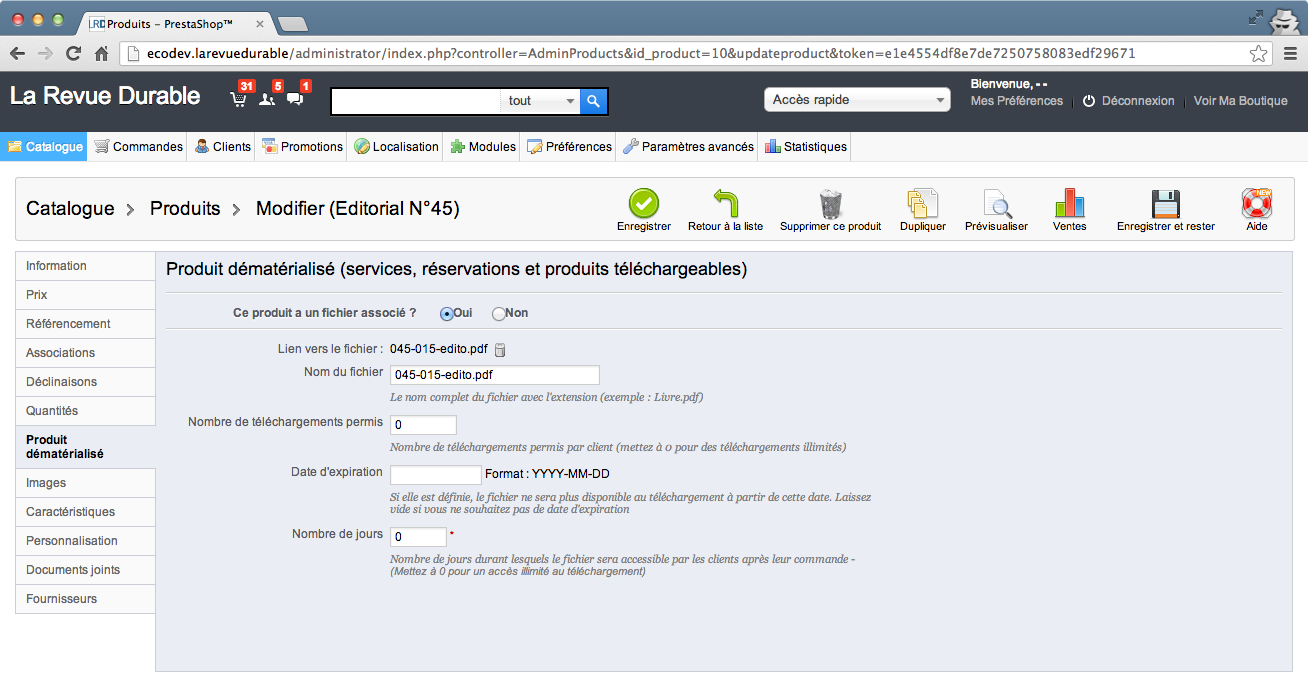 LRD Produits – PrestaShop™
ecodev.larevuedurable/administrator/index.php?controller=AdminProducts&id_product=10&updateproduct&token=e1e4554df8e7de7250758083edf29671
La Revue Durable
31 5 1
tout
Accès rapide
Bienvenue, - -
Mes Préférences
Déconnexion
Voir Ma Boutique
Catalogue Commandes Clients Promotions Localisation Modules Préférences Paramètres avancés Statistiques
Catalogue > Produits > Modifier (Editorial N°45)
Enregistrer Retour à la liste Supprimer ce produit Dupliquer Prévisualiser Ventes Enregistrer et rester NEW Aide
Information
Prix
Référencement
Associations
Déclinaisons
Quantités
Produit
dématérialisé
Images
Caractéristiques
Personnalisation
Documents joints
Fournisseurs
Produit dématérialisé (services, réservations et produits téléchargeables)
Ce produit a un fichier associé ? Oui Non
Lien vers le fichier : 045-015-edito.pdf
Nom du fichier 045-015-edito.pdf
Le nom complet du fichier avec l'extension (exemple : Livre.pdf)
Nombre de téléchargements permis 0
Nombre de téléchargements permis par client (mettez à 0 pour des téléchargements illimités)
Date d'expiration Format : YYYY-MM-DD
Si elle est définie, le fichier ne sera plus disponible au téléchargement à partir de cette date. Laissez
vide si vous ne souhaitez pas de date d'expiration
Nombre de jours 0 *
Nombre de jours durant lesquels le fichier sera accessible par les clients après leur commande -
(Mettez à 0 pour un accès illimité au téléchargement)